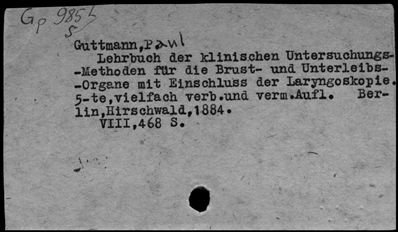 Gp 985 b
5
Guttmann, Paul
Lehrbuch der klinischen Untersuchungs-
-Methoden für die Brust- und Unterleibs-
-Organe mit Einschluss der Laryngoskopie.
5-te,vielfach verb.und verm.Aufl. Ber-
lin,Hirschwald,1884.
VIII,468 S.